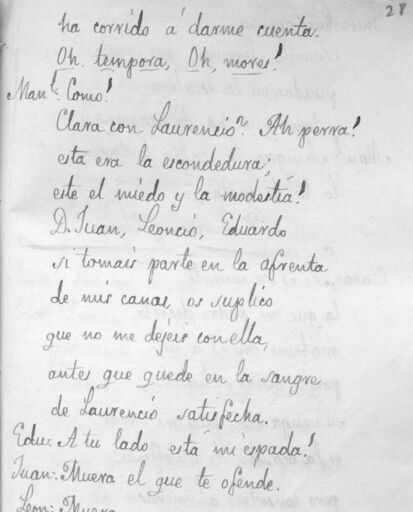 28
ha corrido á darme cuenta.
Oh, tempora, Oh, mores!
Manl: Como!
Clara con Laurencio? Ah perra!
esta era la escondedura;
este el miedo y la modestia!
D. Juan, Leoncio, Eduardo
si tomais parte en la afrenta
de mis canas, os suplico
que no me dejeis con ella,
antes que quede en la sangre
de Laurencio satisfecha.
Edu: A tu lado está mi espada!
Juan: Muera el que te ofende.
Leon: Muera